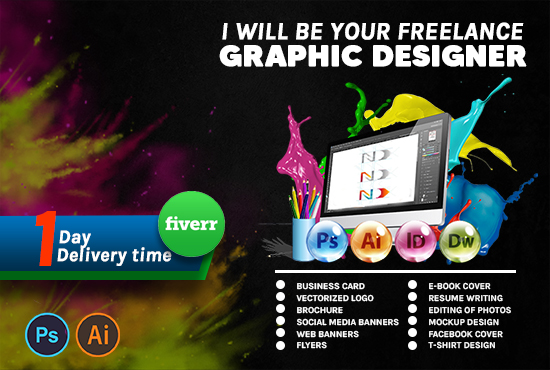 I WILL BE YOUR FREELANCE
GRAPHIC DESIGNER
fiverr
1 Day
Delivery time
Ps Ai ID Dw
BUSINESS CARD
VECTORIZED LOGO
BROCHURE
SOCIAL MEDIA BANNERS
WEB BANNERS
FLYERS
E-BOOK COVER
RESUME WRITING
EDITING OF PHOTOS
MOCKUP DESIGN
FACEBOOK COVER
T-SHIRT DESIGN
Ps Ai